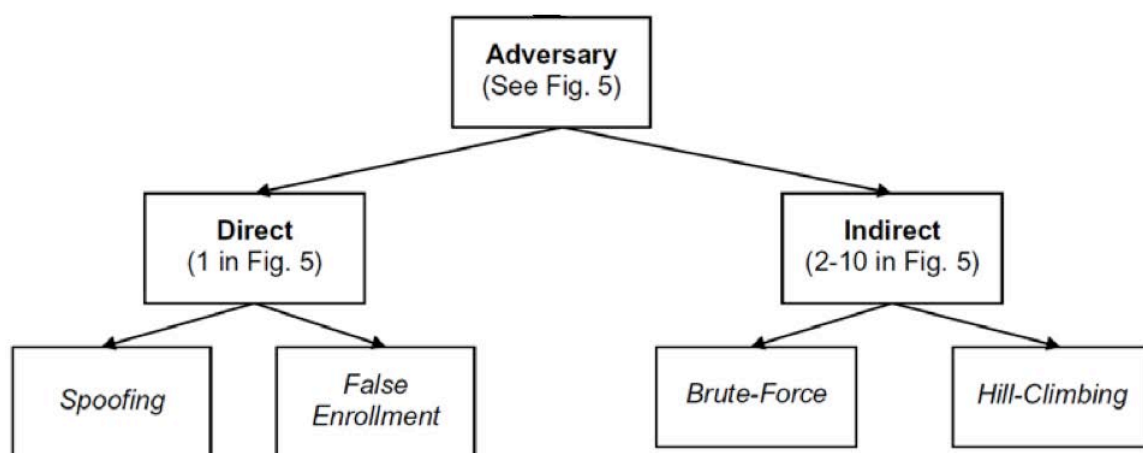 Adversary
(See Fig. 5)
Direct
(1 in Fig. 5)
Indirect
(2-10 in Fig. 5)
Spoofing
False
Enrollment
Brute-Force
Hill-Climbing